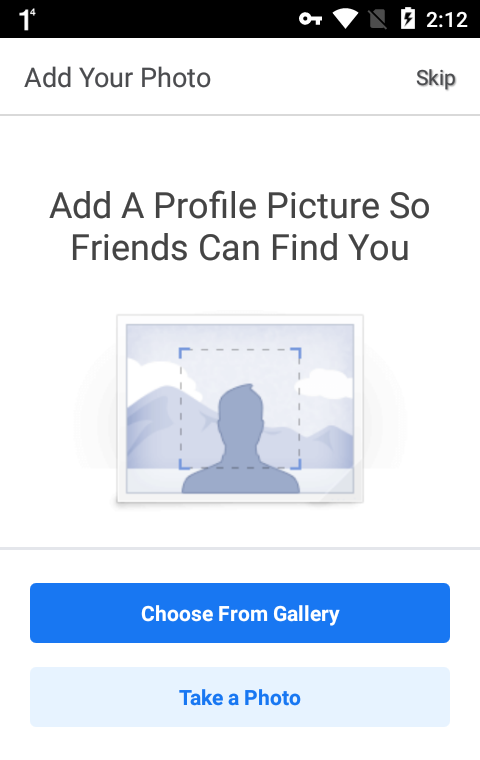 1⁴ 2:12
Add Your Photo Skip
Add A Profile Picture So
Friends Can Find You
Choose From Gallery
Take a Photo